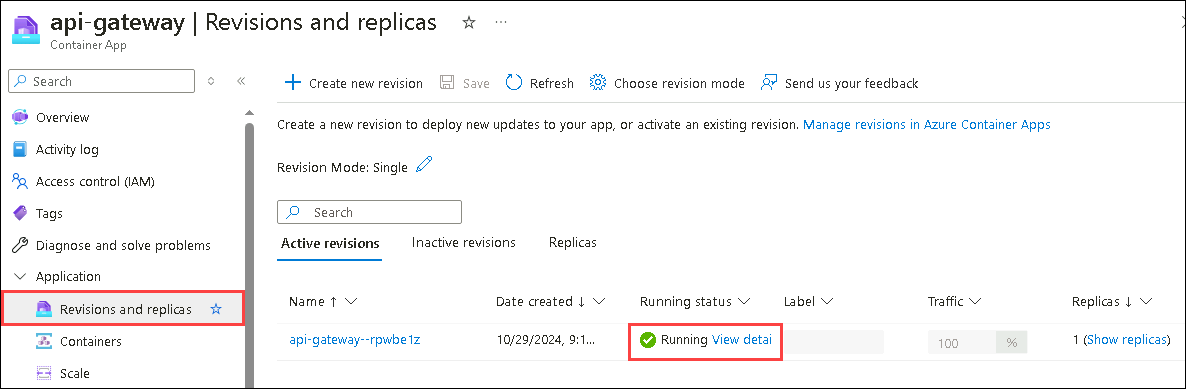 api-gateway | Revisions and replicas
Container App
Search
Overview
Activity log
Access control (IAM)
Tags
Diagnose and solve problems
Application
Revisions and replicas
Containers
Scale
Create new revision Save Refresh Choose revision mode Send us your feedback
Create a new revision to deploy new updates to your app, or activate an existing revision. Manage revisions in Azure Container Apps
Revision Mode: Single
Search
Active revisions Inactive revisions Replicas
Name ↑ Date created ↓ Running status Label Traffic Replicas ↓
api-gateway--rpwbe1z 10/29/2024, 9:1... Running View detai 100 % 1 (Show replicas)